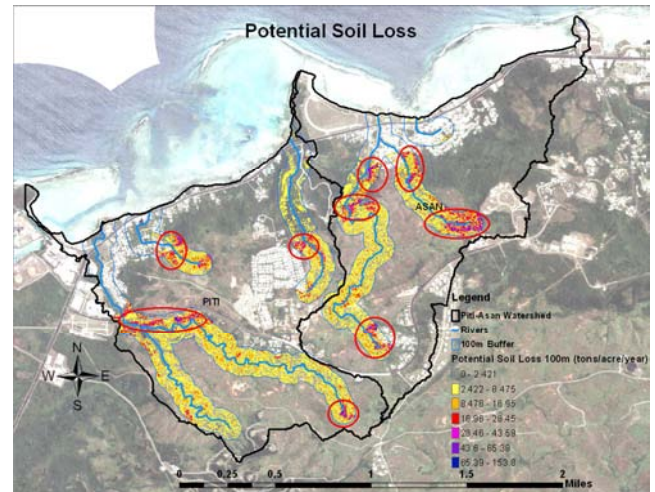 Potential Soil Loss
ASAN
PITI
N
W E
S
Legend
Piti-Asan Watershed
Rivers
100m Buffer
Potential Soil Loss 100m (tons/acre/year)
0 - 2.421
2.422 - 8.475
8.476 - 16.95
16.96 - 28.45
28.46 - 43.59
43.6 - 65.39
65.39 - 153.8
0 0.25 0.5 1 1.5 2
Miles